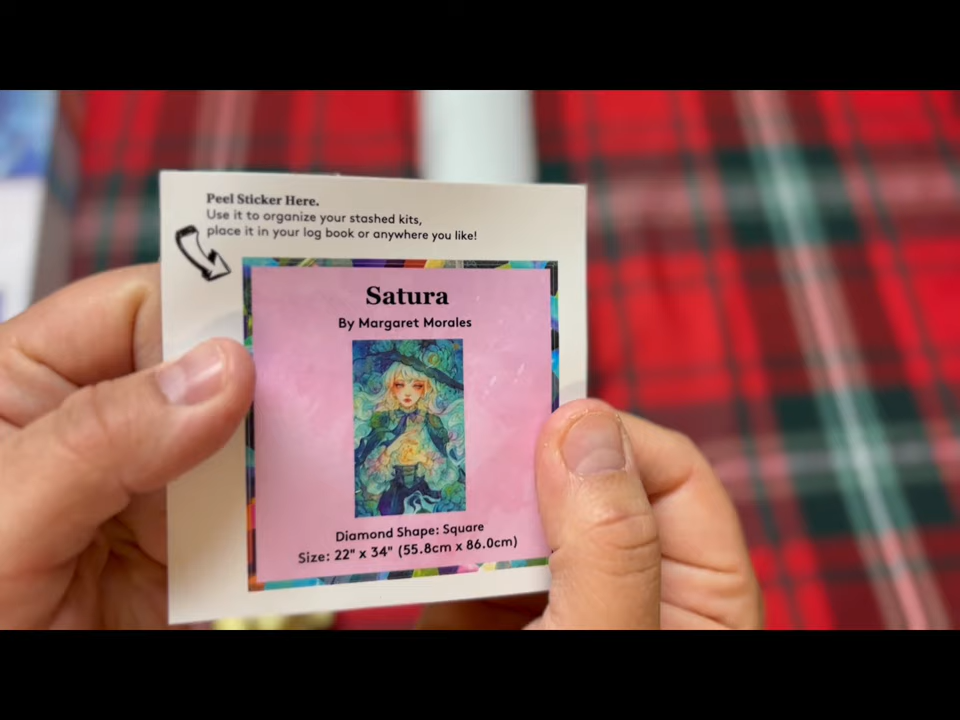 Peel Sticker Here.
Use it to organize your stashed kits,
place it in your log book or anywhere you like!
Satura
By Margaret Morales
Diamond Shape: Square
Size: 22" x 34" (55.8cm x 86.0cm)